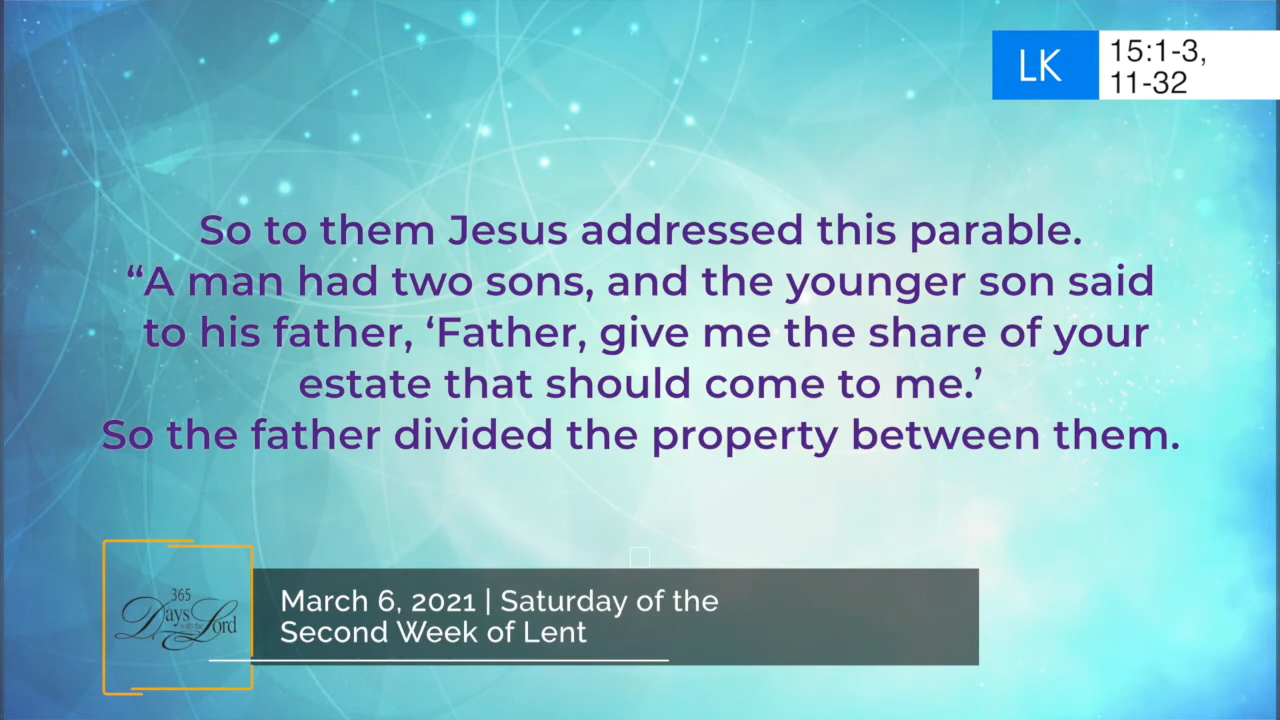 LK
15:1-3,
11-32
So to them Jesus addressed this parable.
“A man had two sons, and the younger son said
to his father, ‘Father, give me the share of your
estate that should come to me.’
So the father divided the property between them.
365
Days with the Lord
March 6, 2021 | Saturday of the
Second Week of Lent